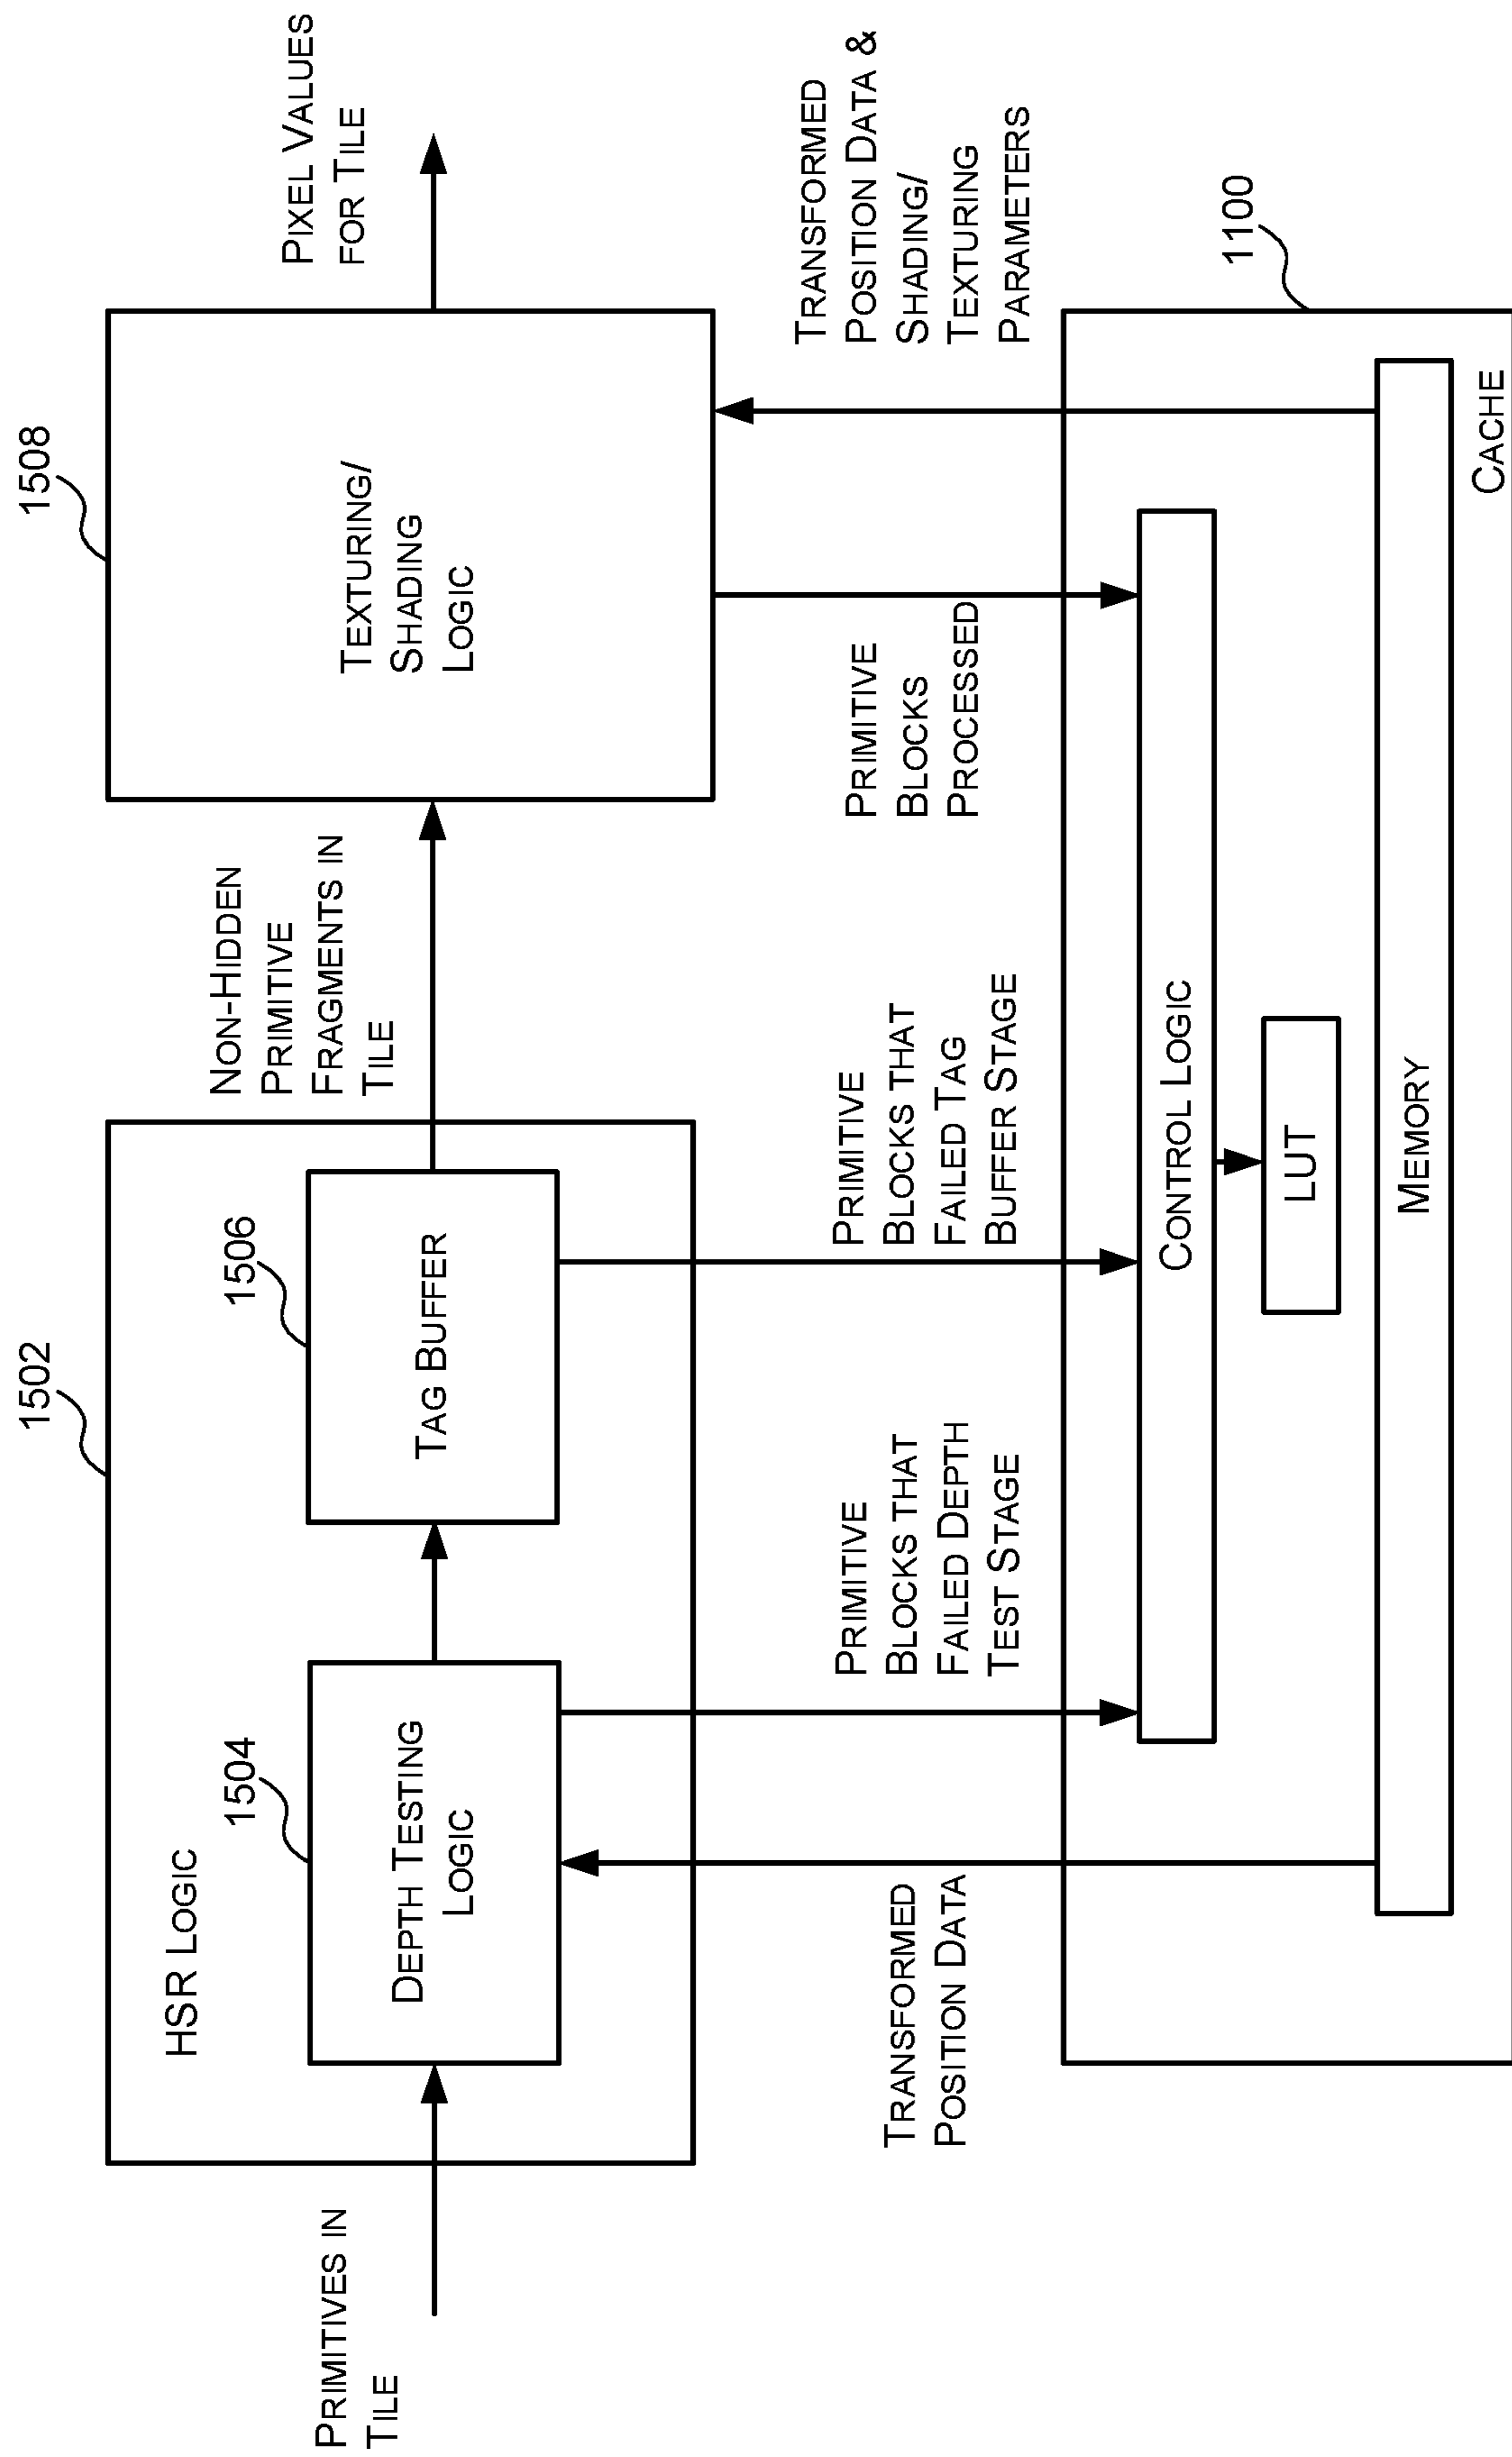 1502
HSR LOGIC
1504
DEPTH TESTING
LOGIC
1506
TAG BUFFER
1508
TEXTURING/
SHADING
LOGIC
PRIMITIVES IN
TILE
NON-HIDDEN
PRIMITIVE
FRAGMENTS IN
TILE
PIXEL VALUES
FOR TILE
TRANSFORMED
POSITION DATA
PRIMITIVE
BLOCKS THAT
FAILED DEPTH
TEST STAGE
PRIMITIVE
BLOCKS THAT
FAILED TAG
BUFFER STAGE
PRIMITIVE
BLOCKS
PROCESSED
TRANSFORMED
POSITION DATA &
SHADING/
TEXTURING
PARAMETERS
1100
CONTROL LOGIC
LUT
MEMORY
CACHE